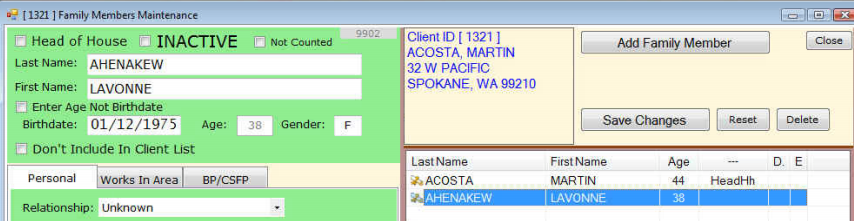 [ 1321 ] Family Members Maintenance
Head of House INACTIVE Not Counted 9902
Last Name: AHENAKEW
First Name: LAVONNE
Enter Age Not Birthdate
Birthdate: 01/12/1975 Age: 38 Gender: F
Don't Include In Client List
Personal Works In Area BP/CSFP
Relationship: Unknown
Client ID [ 1321 ]
ACOSTA, MARTIN
32 W PACIFIC
SPOKANE, WA 99210
Add Family Member Close
Save Changes Reset Delete
Last Name First Name Age --- D. E
ACOSTA MARTIN 44 HeadHh
AHENAKEW LAVONNE 38